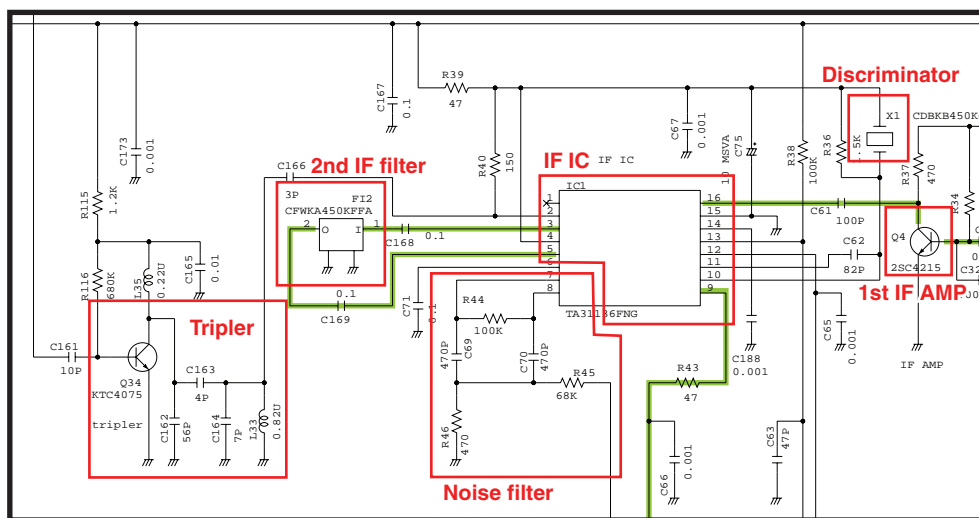 Discriminator
X1
CDBKB450K
R39
47
C167
0.1
C173
0.001
C67
0.001
C75
10 MSVA
R38
100K
R36
.5K
R37
470
R34
R40
150
C166
3P
2nd IF filter
FI2
CFWKA450KFFA
2
O
I
1
C168
0.1
IF IC
IF IC
IC1
1
2
3
4
5
6
7
8
16
15
14
13
12
11
10
9
TA31136FNG
C61
100P
Q4
2SC4215
1st IF AMP
C32
IF AMP
R115
1.2K
R116
680K
L35
0.22U
C165
0.01
0.1
C169
C71
0.1
C62
82P
C65
0.001
C188
0.001
Tripler
C161
10P
Q34
KTC4075
tripler
C163
4P
C162
56P
C164
7P
L33
0.82U
R44
100K
C69
470P
C70
470P
R45
68K
R46
470
Noise filter
R43
47
C66
0.001
C63
47P